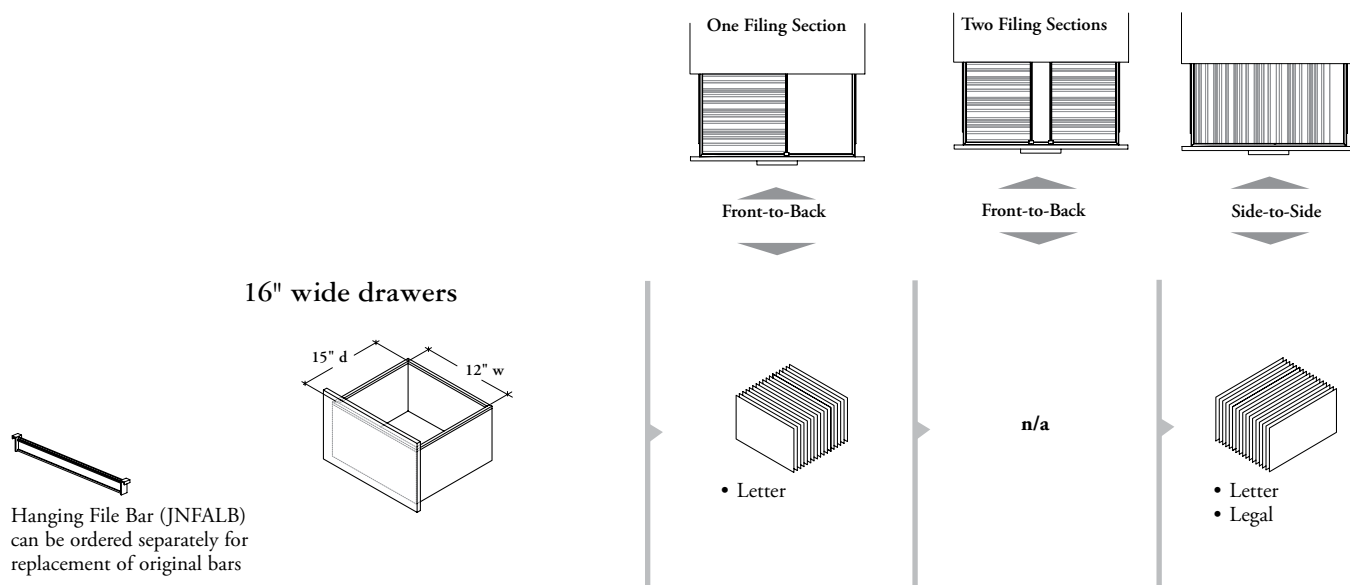 One Filing Section
Two Filing Sections
Front-to-Back
Front-to-Back
Side-to-Side
16" wide drawers
15" d
12" w
n/a
• Letter
• Letter
• Legal
Hanging File Bar (JNFALB)
can be ordered separately for
replacement of original bars